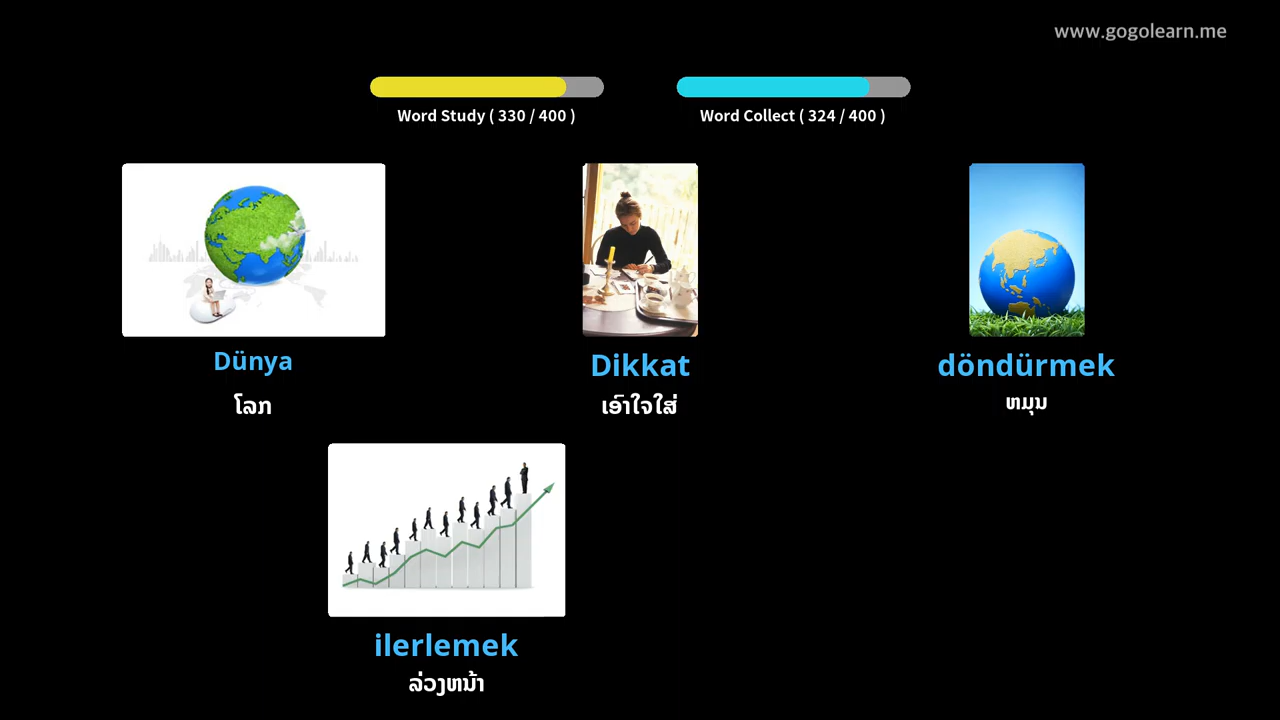 www.gogolearn.me
Word Study ( 330 / 400 )
Word Collect ( 324 / 400 )
Dünya
ໂລກ
Dikkat
ເອົາໃຈໃສ່
döndürmek
ຫມຸນ
ilerlemek
ລ່ວງຫນ້າ